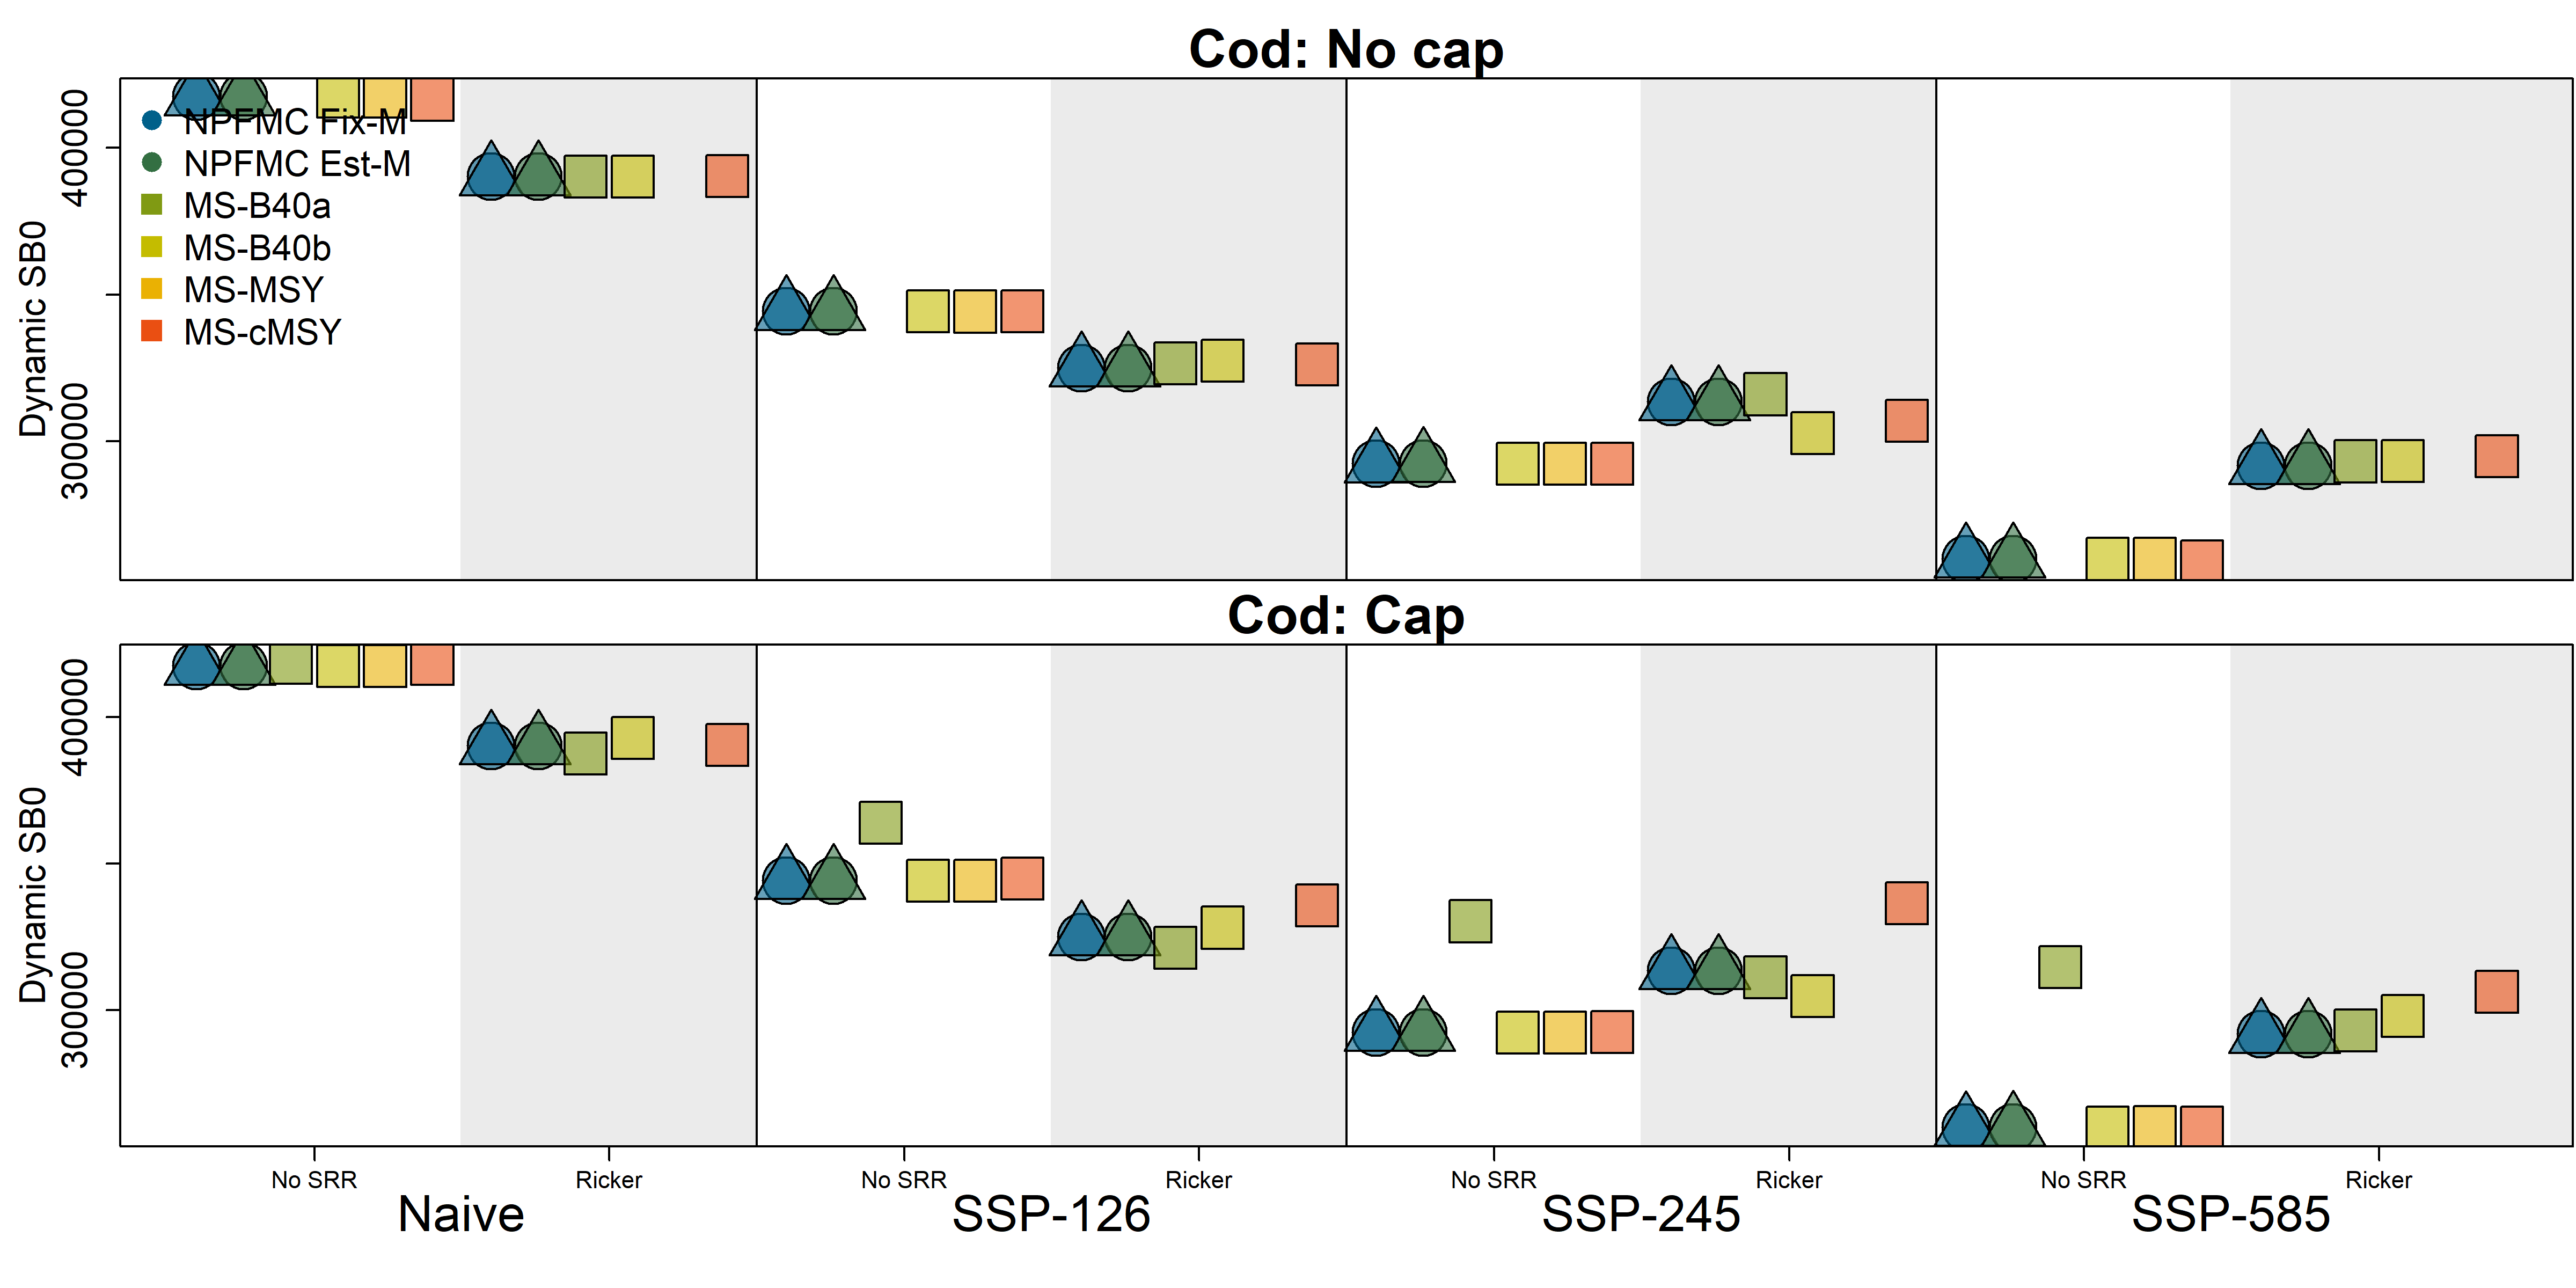 Cod: No cap
Dynamic SB0
400000
300000
NPFMC Fix-M
NPFMC Est-M
MS-B40a
MS-B40b
MS-MSY
MS-cMSY
Cod: Cap
Dynamic SB0
400000
300000
No SRR Ricker No SRR Ricker No SRR Ricker No SRR Ricker
Naive SSP-126 SSP-245 SSP-585